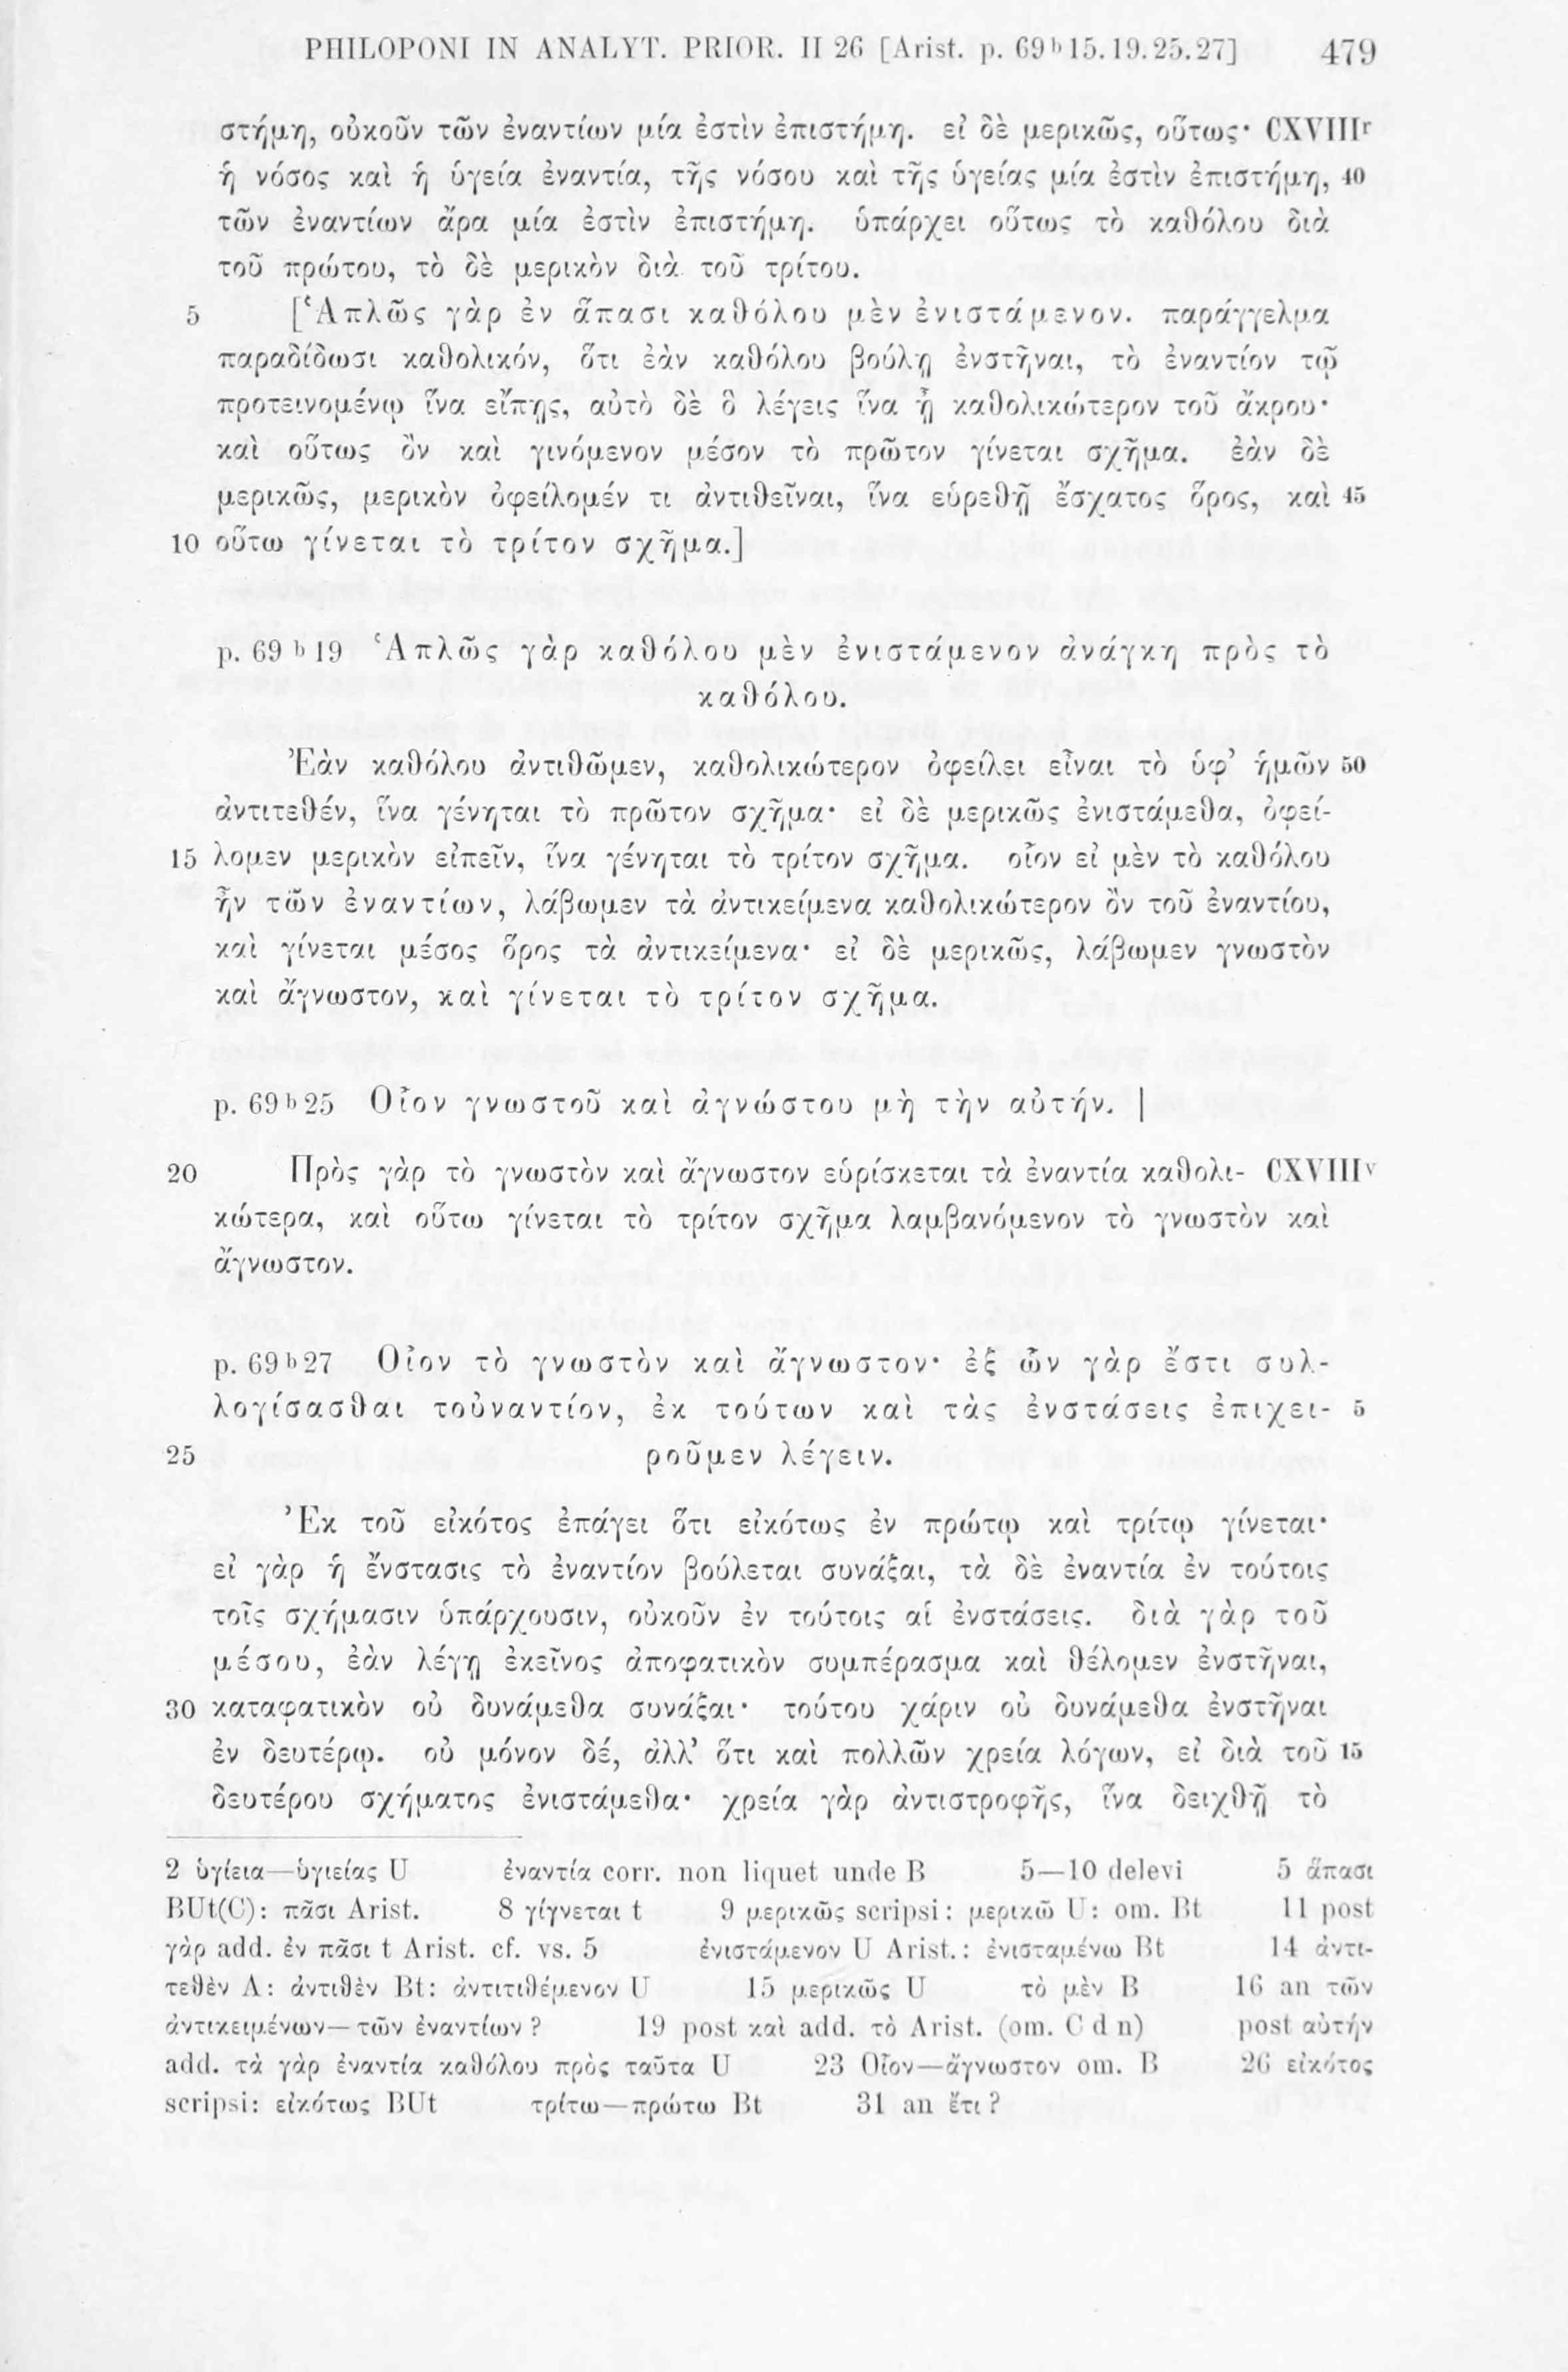 PHILOPONI IN ANALYT. PRIOR. II 26 [Arist. p. 69ᵇ15.19.25.27] 479
στήμη, οὐκοῦν τῶν ἐναντίων μία ἐστὶν ἐπιστήμη. εἰ δὲ μερικῶς, οὕτως· CXVIIIʳ
ἡ νόσος καὶ ἡ ὑγεία ἐναντία, τῆς νόσου καὶ τῆς ὑγείας μία ἐστὶν ἐπιστήμη, 40
τῶν ἐναντίων ἄρα μία ἐστὶν ἐπιστήμη. ὑπάρχει οὕτως τὸ καθόλου διὰ
τοῦ πρώτου, τὸ δὲ μερικὸν διὰ τοῦ τρίτου.
5 [Ἁπλῶς γὰρ ἐν ἅπασι καθόλου μὲν ἐνιστάμενον. παράγγελμα
παραδίδωσι καθολικόν, ὅτι ἐὰν καθόλου βούλῃ ἐνστῆναι, τὸ ἐναντίον τῷ
προτεινομένῳ ἵνα εἴπῃς, αὐτὸ δὲ ὃ λέγεις ἵνα ᾖ καθολικώτερον τοῦ ἄκρου·
καὶ οὕτως ὂν καὶ γινόμενον μέσον τὸ πρῶτον γίνεται σχῆμα. ἐὰν δὲ
μερικῶς, μερικὸν ὀφείλομέν τι ἀντιθεῖναι, ἵνα εὑρεθῇ ἔσχατος ὅρος, καὶ 45
10 οὕτω γίνεται τὸ τρίτον σχῆμα.]
p. 69ᵇ19 Ἁπλῶς γὰρ καθόλου μὲν ἐνιστάμενον ἀνάγκη πρὸς τὸ
καθόλου.
Ἐὰν καθόλου ἀντιθῶμεν, καθολικώτερον ὀφείλει εἶναι τὸ ὑφ’ ἡμῶν 50
ἀντιτεθέν, ἵνα γένηται τὸ πρῶτον σχῆμα· εἰ δὲ μερικῶς ἐνιστάμεθα, ὀφεί-
15 λομεν μερικὸν εἰπεῖν, ἵνα γένηται τὸ τρίτον σχῆμα. οἷον εἰ μὲν τὸ καθόλου
ἦν τῶν ἐναντίων, λάβωμεν τὰ ἀντικείμενα καθολικώτερον ὂν τοῦ ἐναντίου,
καὶ γίνεται μέσος ὅρος τὰ ἀντικείμενα· εἰ δὲ μερικῶς, λάβωμεν γνωστὸν
καὶ ἄγνωστον, καὶ γίνεται τὸ τρίτον σχῆμα.
p. 69ᵇ25 Οἷον γνωστοῦ καὶ ἀγνώστου μὴ τὴν αὐτήν. |
20 Πρὸς γὰρ τὸ γνωστὸν καὶ ἄγνωστον εὑρίσκεται τὰ ἐναντία καθολι- CXVIIIᵛ
κώτερα, καὶ οὕτω γίνεται τὸ τρίτον σχῆμα λαμβανόμενον τὸ γνωστὸν καὶ
ἄγνωστον.
p. 69ᵇ27 Οἷον τὸ γνωστὸν καὶ ἄγνωστον· ἐξ ὧν γὰρ ἔστι συλ-
λογίσασθαι τοὐναντίον, ἐκ τούτων καὶ τὰς ἐνστάσεις ἐπιχει- 5
25 ροῦμεν λέγειν.
Ἐκ τοῦ εἰκότος ἐπάγει ὅτι εἰκότως ἐν πρώτῳ καὶ τρίτῳ γίνεται·
εἰ γὰρ ἡ ἔνστασις τὸ ἐναντίον βούλεται συνάξαι, τὰ δὲ ἐναντία ἐν τούτοις
τοῖς σχήμασιν ὑπάρχουσιν, οὐκοῦν ἐν τούτοις αἱ ἐνστάσεις. διὰ γὰρ τοῦ
μέσου, ἐὰν λέγῃ ἐκεῖνος ἀποφατικὸν συμπέρασμα καὶ θέλομεν ἐνστῆναι,
30 καταφατικὸν οὐ δυνάμεθα συνάξαι· τούτου χάριν οὐ δυνάμεθα ἐνστῆναι
ἐν δευτέρῳ. οὐ μόνον δέ, ἀλλ’ ὅτι καὶ πολλῶν χρεία λόγων, εἰ διὰ τοῦ 15
δευτέρου σχήματος ἐνιστάμεθα· χρεία γὰρ ἀντιστροφῆς, ἵνα δειχθῇ τὸ
2 ὑγίεια—ὑγιείας U ἐναντία corr. non liquet unde B 5—10 delevi 5 ἅπασι
BUt(C): πᾶσι Arist. 8 γίγνεται t 9 μερικῶς scripsi: μερικῶ U: om. Bt 11 post
γὰρ add. ἐν πᾶσι t Arist. cf. vs. 5 ἐνιστάμενον U Arist.: ἐνισταμένω Bt 14 ἀντι-
τεθὲν A: ἀντιθὲν Bt: ἀντιτιθέμενον U 15 μερικῶς U τὸ μὲν B 16 an τῶν
ἀντικειμένων—τῶν ἐναντίων? 19 post καὶ add. τὸ Arist. (om. C d n) post αὐτήν
add. τὰ γὰρ ἐναντία καθόλου πρὸς ταῦτα U 23 Οἷον—ἄγνωστον om. B 26 εἰκότος
scripsi: εἰκότως BUt τρίτω—πρώτω Bt 31 an ἔτι?